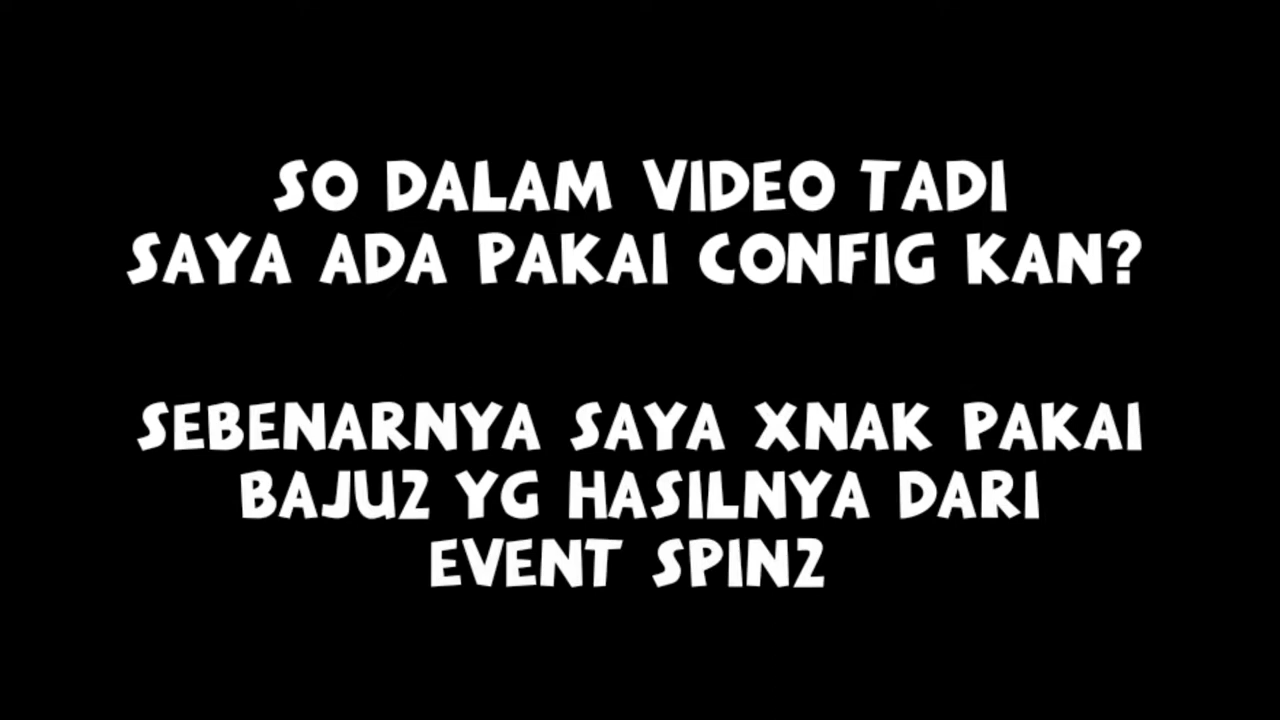 SO DALAM VIDEO TADI
SAYA ADA PAKAI CONFIG KAN?
SEBENARNYA SAYA XNAK PAKAI
BAJU2 YG HASILNYA DARI
EVENT SPIN2